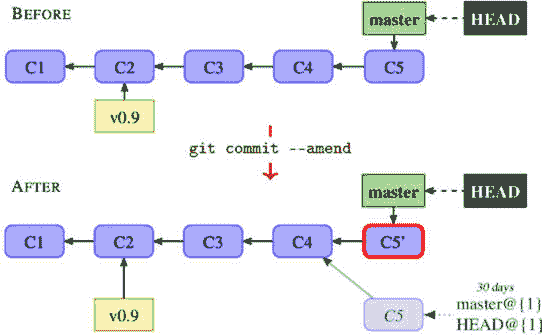 BEFORE
master HEAD
C1 C2 C3 C4 C5
v0.9
git commit --amend
AFTER
master HEAD
C1 C2 C3 C4 C5'
30 days
C5 master@{1}
v0.9 HEAD@{1}